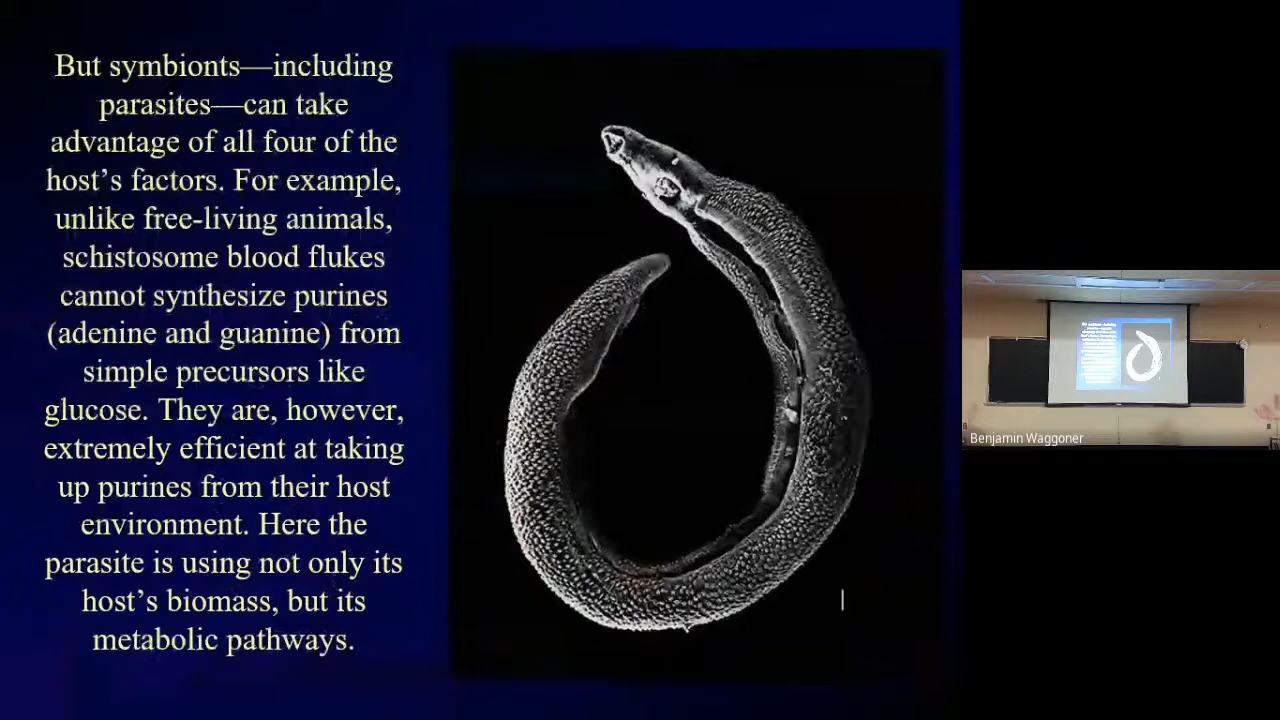 But symbionts—including
parasites—can take
advantage of all four of the
host’s factors. For example,
unlike free-living animals,
schistosome blood flukes
cannot synthesize purines
(adenine and guanine) from
simple precursors like
glucose. They are, however,
extremely efficient at taking
up purines from their host
environment. Here the
parasite is using not only its
host’s biomass, but its
metabolic pathways.
Benjamin Waggoner